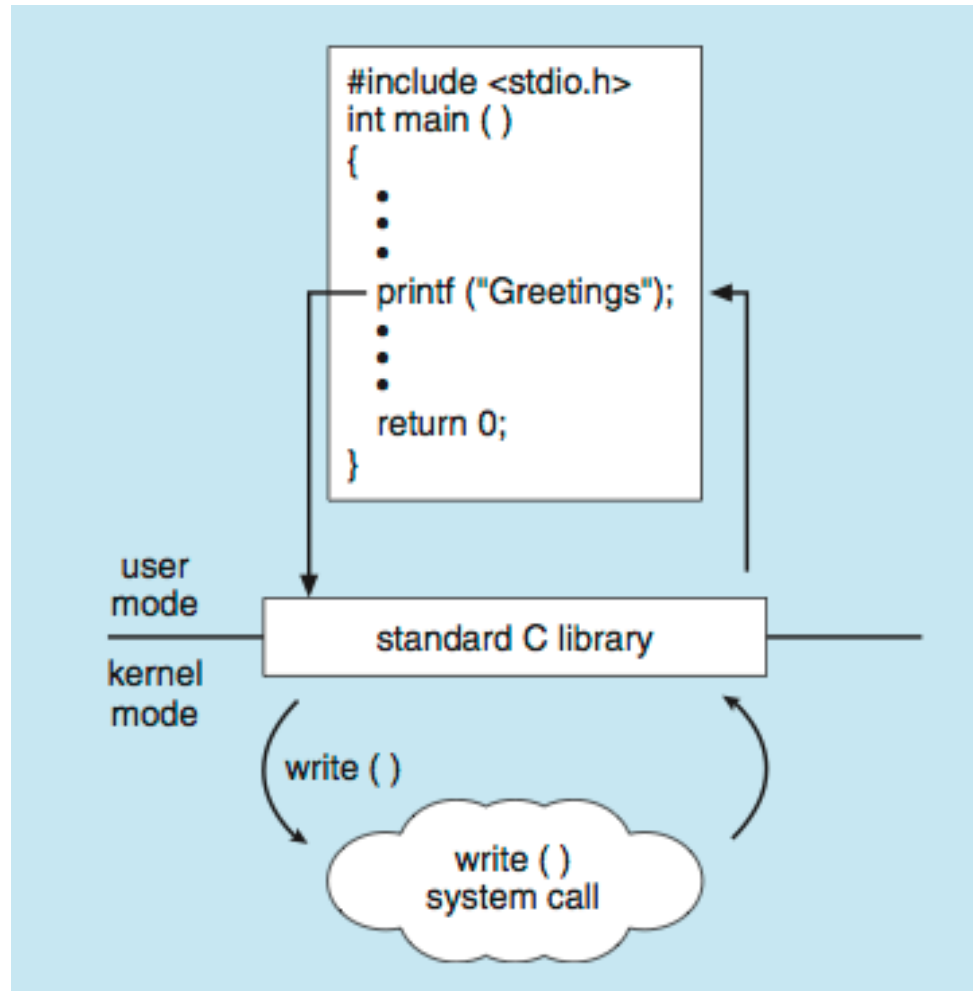 #include <stdio.h>
int main ( )
{
•
•
•
printf ("Greetings");
•
•
•
return 0;
}
user
mode
standard C library
kernel
mode
write ( )
write ( )
system call